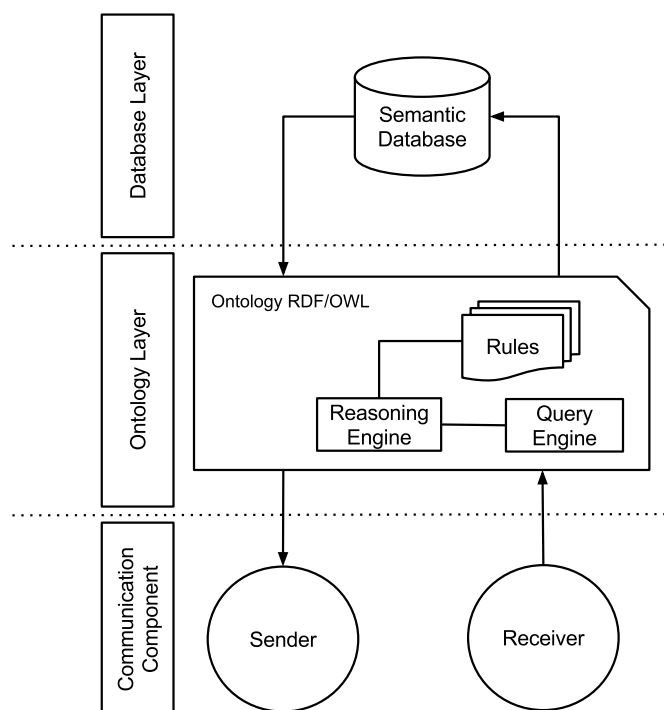 Database Layer
Semantic
Database
Ontology Layer
Ontology RDF/OWL
Rules
Reasoning
Engine
Query
Engine
Communication
Component
Sender
Receiver